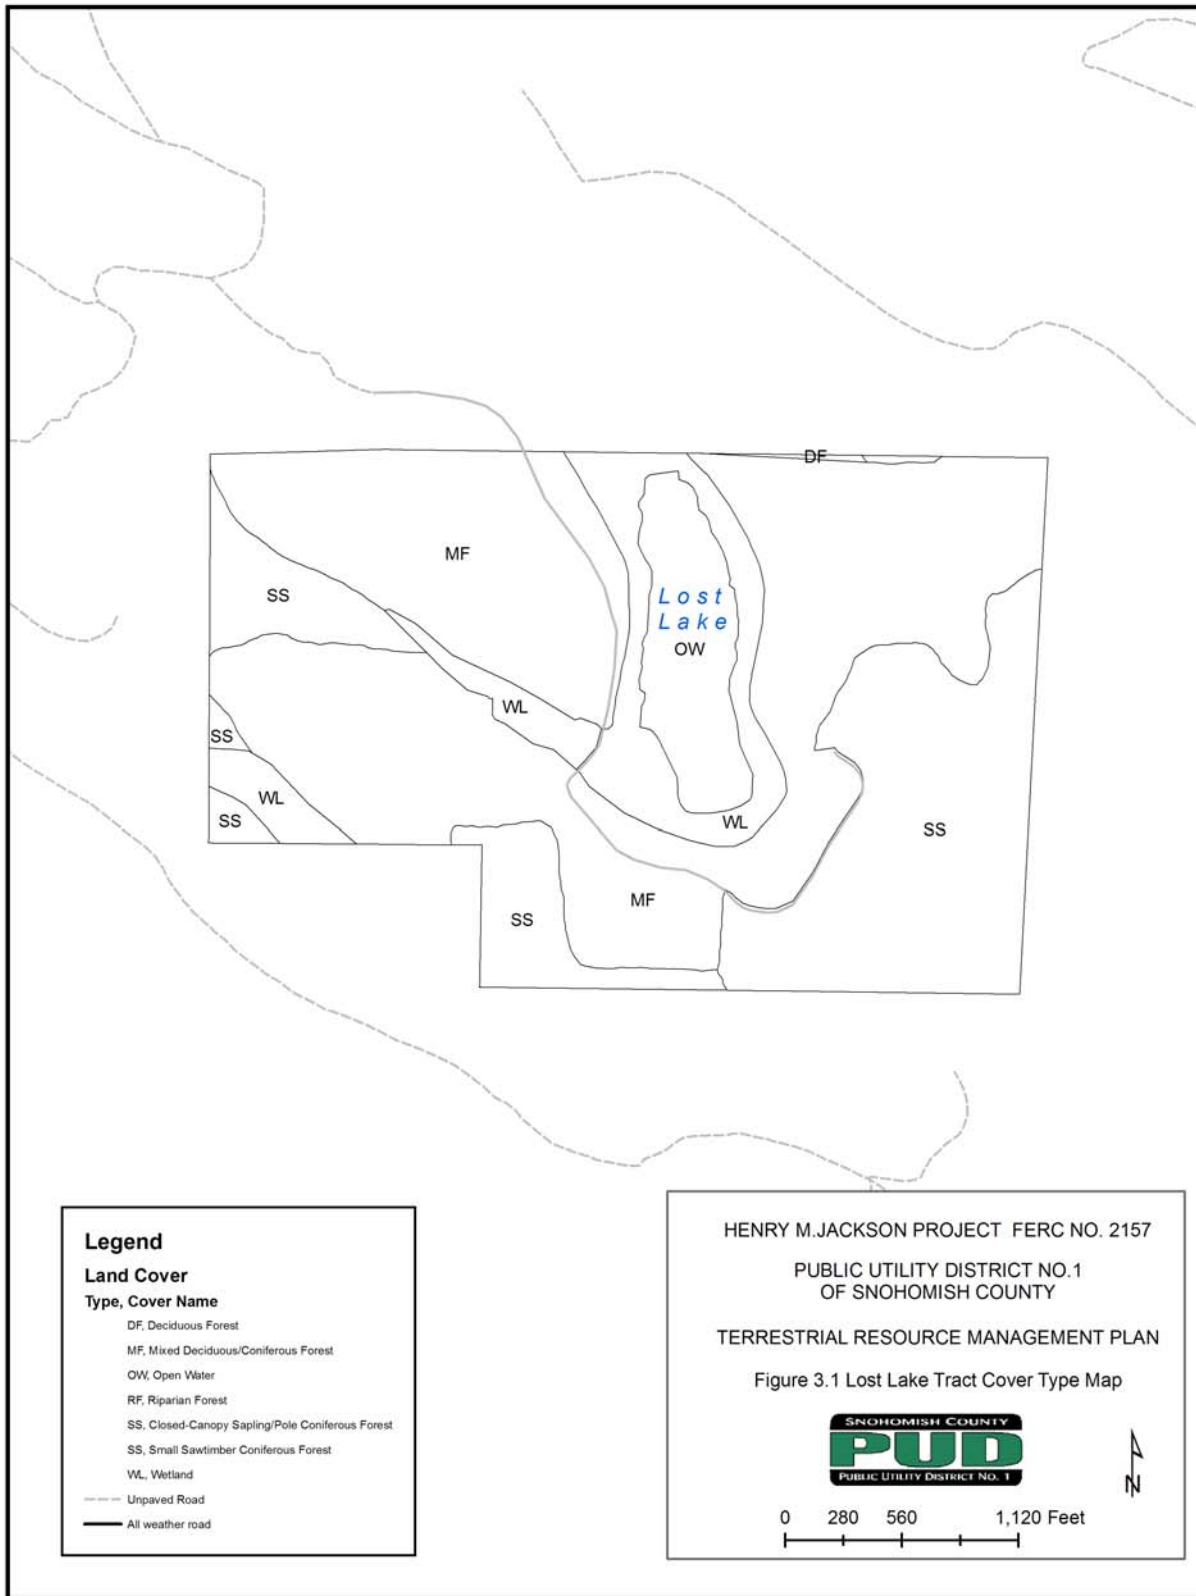 DF
MF
SS
Lost
Lake
OW
WL
SS
SS
WL
WL
SS
SS
MF
SS
Legend
Land Cover
Type, Cover Name
DF, Deciduous Forest
MF, Mixed Deciduous/Coniferous Forest
OW, Open Water
RF, Riparian Forest
SS, Closed-Canopy Sapling/Pole Coniferous Forest
SS, Small Sawtimber Coniferous Forest
WL, Wetland
Unpaved Road
All weather road
HENRY M.JACKSON PROJECT FERC NO. 2157
PUBLIC UTILITY DISTRICT NO.1
OF SNOHOMISH COUNTY
TERRESTRIAL RESOURCE MANAGEMENT PLAN
Figure 3.1 Lost Lake Tract Cover Type Map
SNOHOMISH COUNTY
PUD
PUBLIC UTILITY DISTRICT NO. 1
N
0 280 560 1,120 Feet